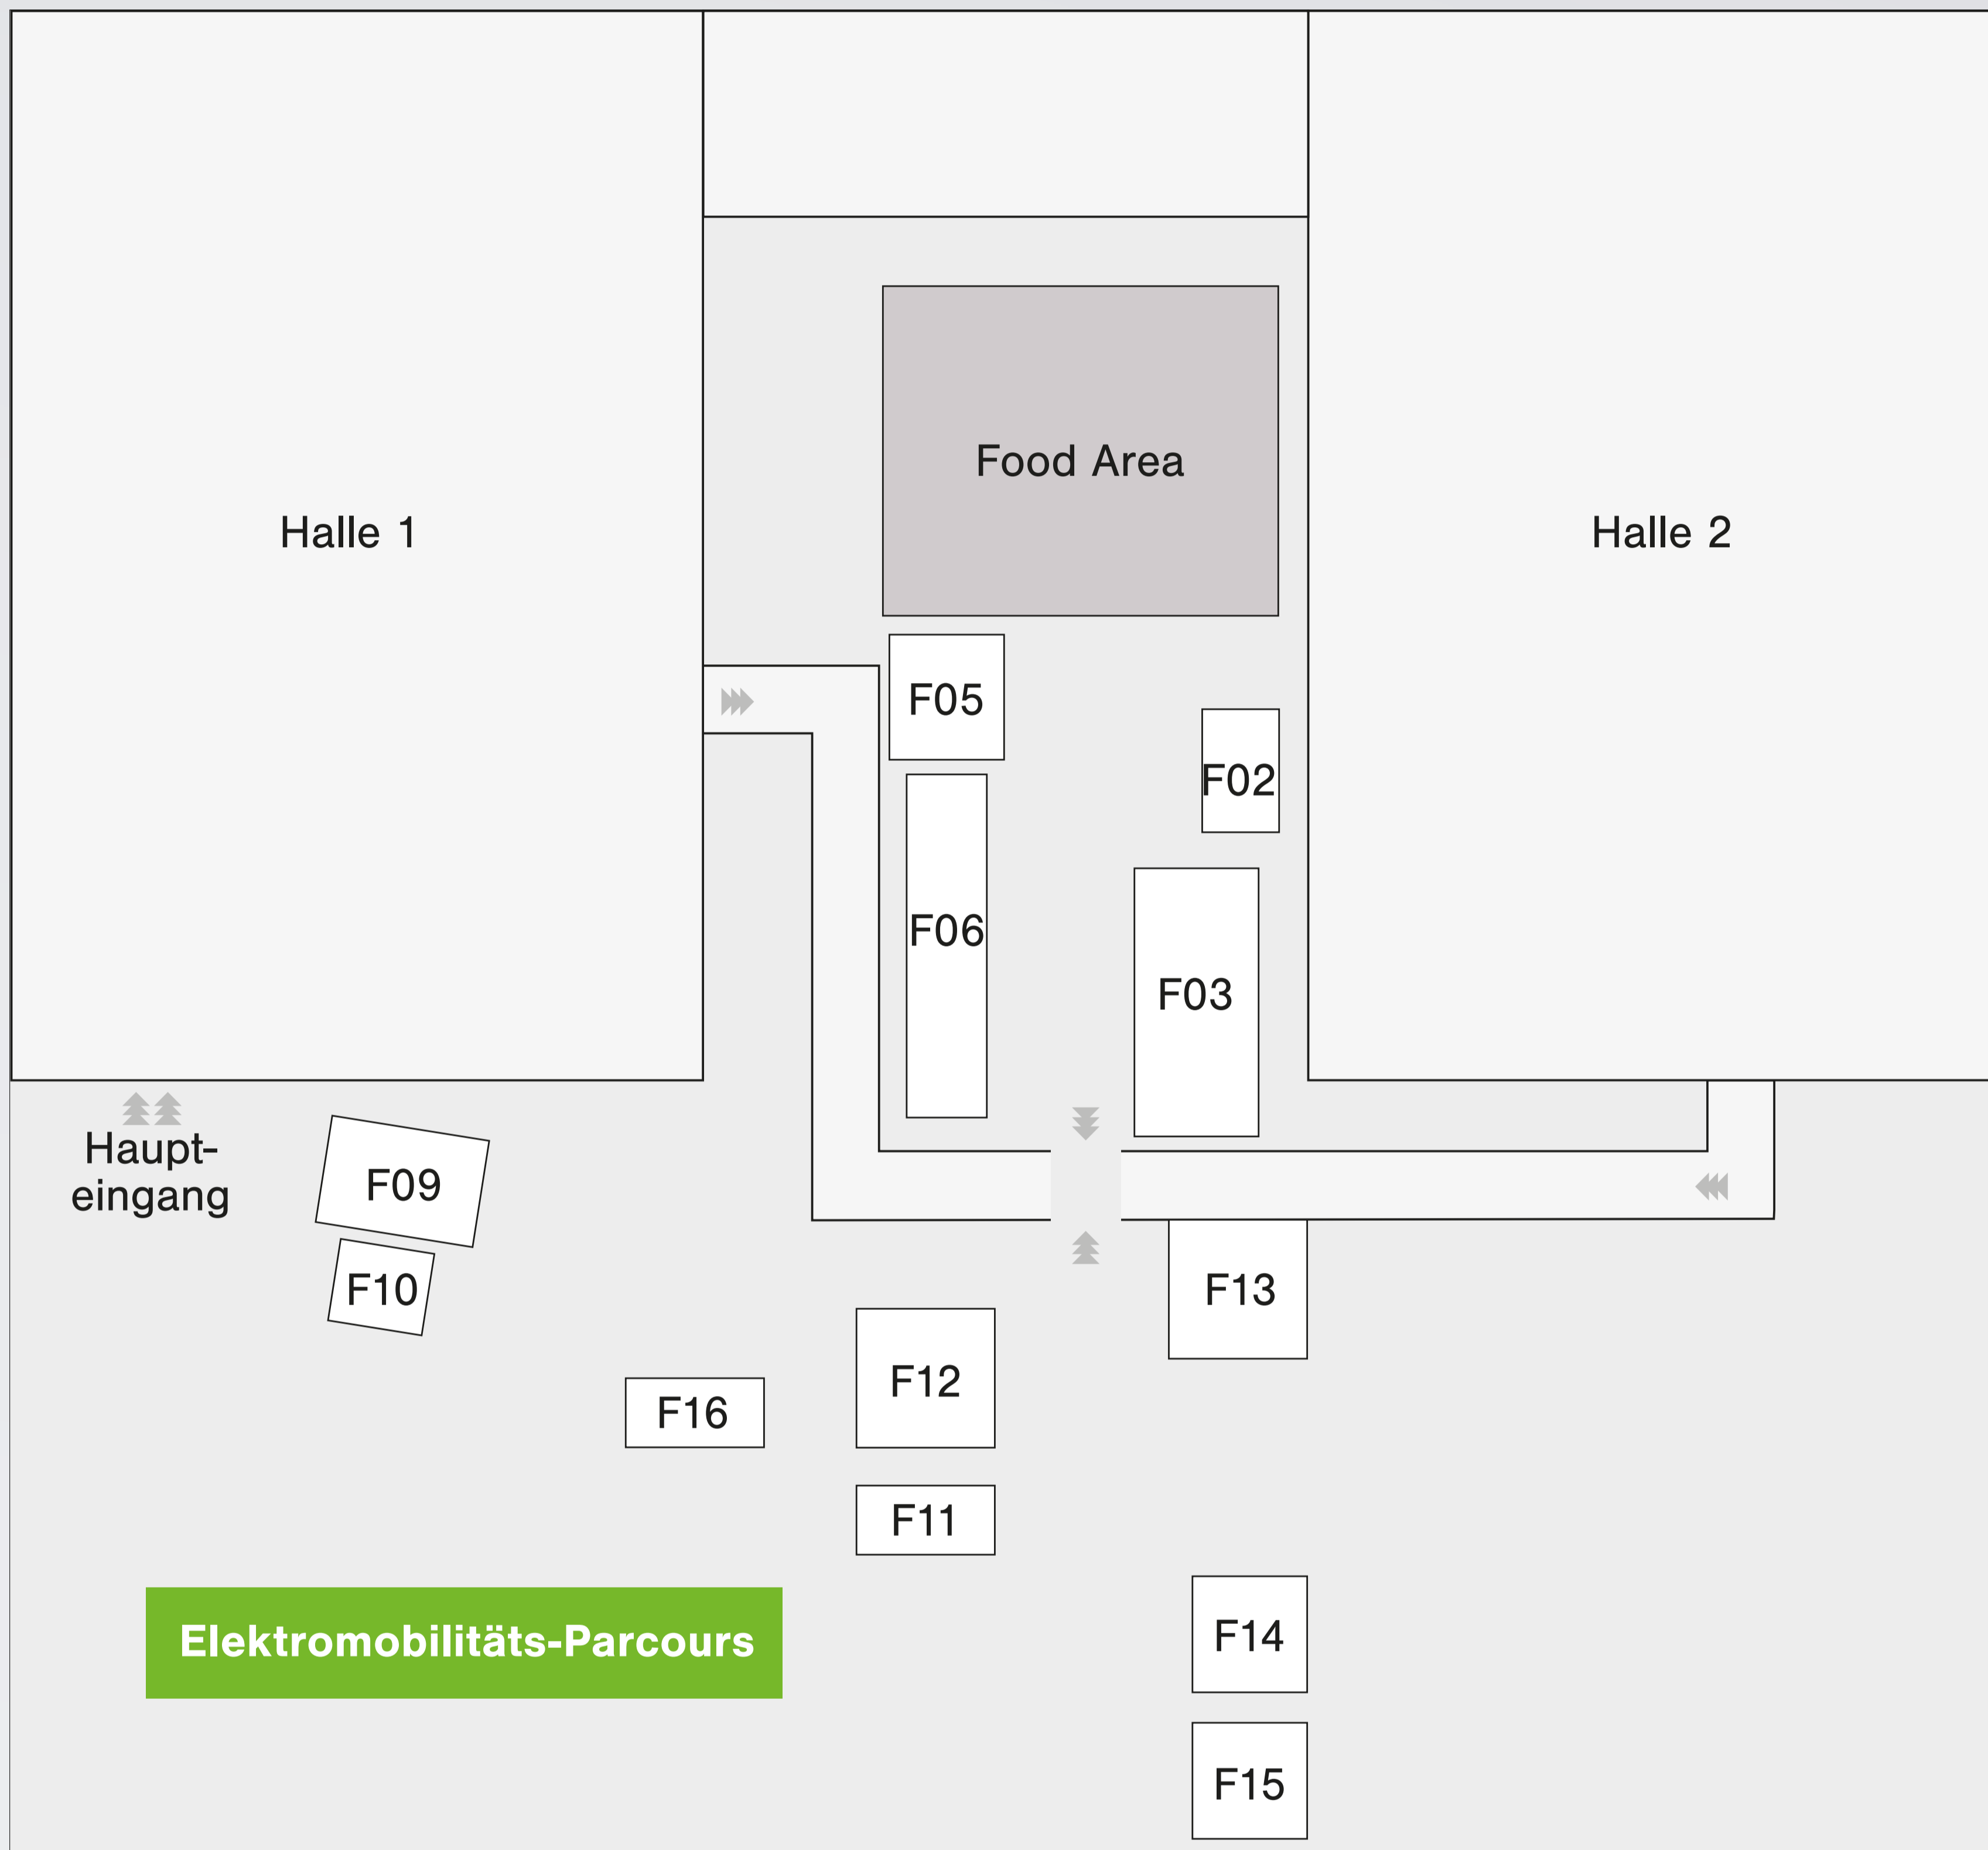 Food Area
Halle 1
Halle 2
F05
F02
F06
F03
Haupt-
eingang
F09
F10
F13
F12
F16
F11
Elektromobilitäts-Parcours
F14
F15